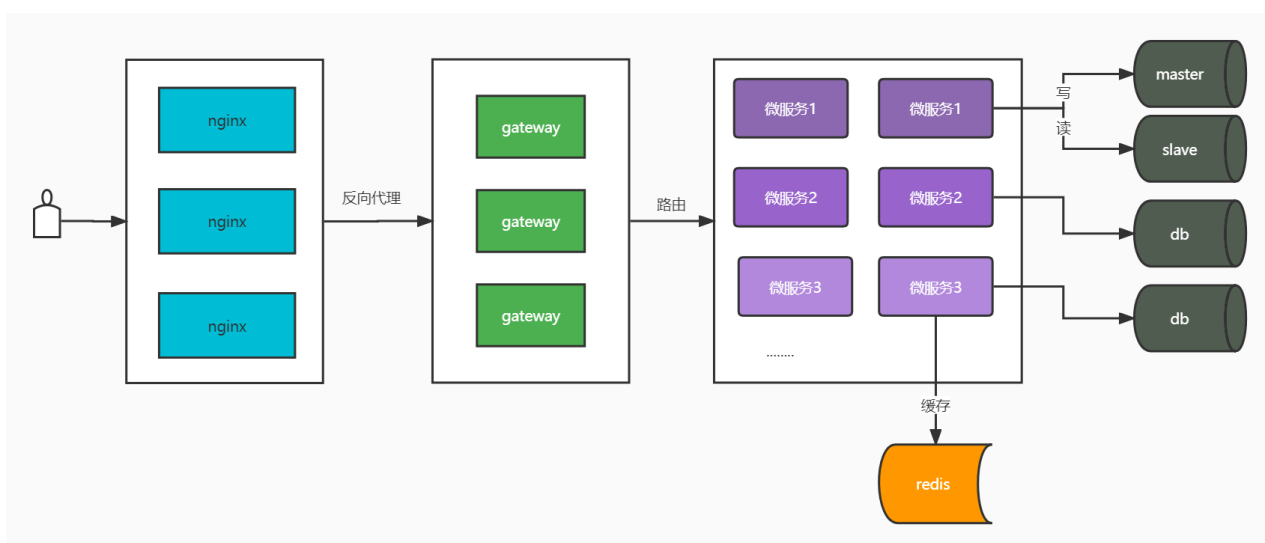 nginx
nginx
nginx
反向代理
gateway
gateway
gateway
路由
微服务1
微服务1
微服务2
微服务2
微服务3
微服务3
........
写
读
master
slave
db
db
缓存
redis